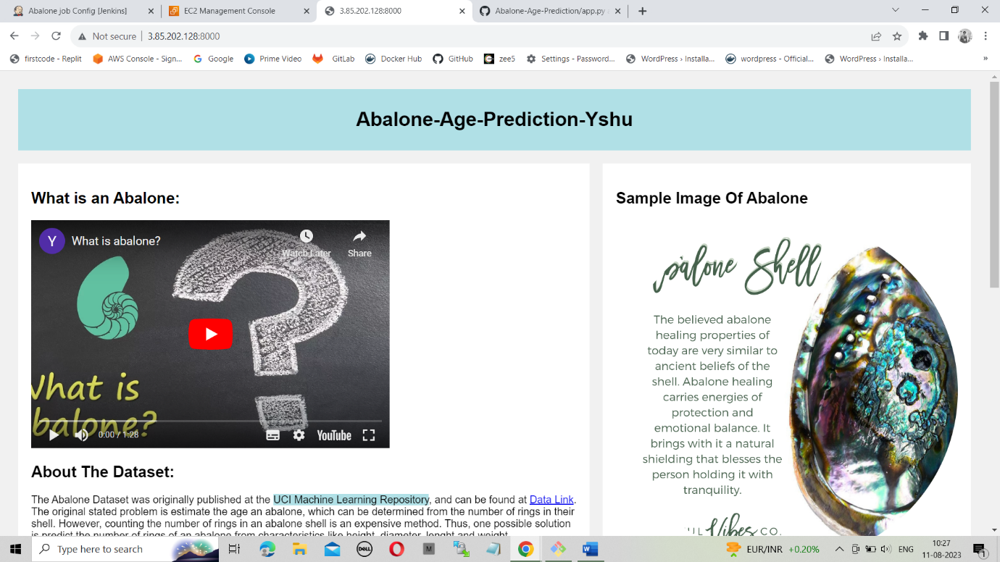 Abalone job Config [Jenkins]
EC2 Management Console
3.85.202.128:8000
Abalone-Age-Prediction/app.py
Not secure
3.85.202.128:8000
firstcode - Replit
AWS Console - Sign...
Google
Prime Video
GitLab
Docker Hub
GitHub
zee5
Settings - Password...
WordPress › Installa...
wordpress - Official...
WordPress › Installa...
»
Abalone-Age-Prediction-Yshu
What is an Abalone:
Y
What is abalone?
Watch Later
Share
What is
abalone?
0:00 / 1:28
YouTube
About The Dataset:
The Abalone Dataset was originally published at the UCI Machine Learning Repository, and can be found at Data Link.
The original stated problem is estimate the age an abalone, which can be determined from the number of rings in their
shell. However, counting the number of rings in an abalone shell is an expensive method. Thus, one possible solution
is predict the number of rings of an abalone from characteristics like height, diameter, lenght and weight.
Sample Image Of Abalone
Shell
The believed abalone
healing properties of
today are very similar to
ancient beliefs of the
shell. Abalone healing
carries energies of
protection and
emotional balance. It
brings with it a natural
shielding that blesses the
person holding it with
tranquility.
Vibes CO.
Type here to search
DELL
M
W
EUR/INR +0.20%
ENG
10:27
11-08-2023
1